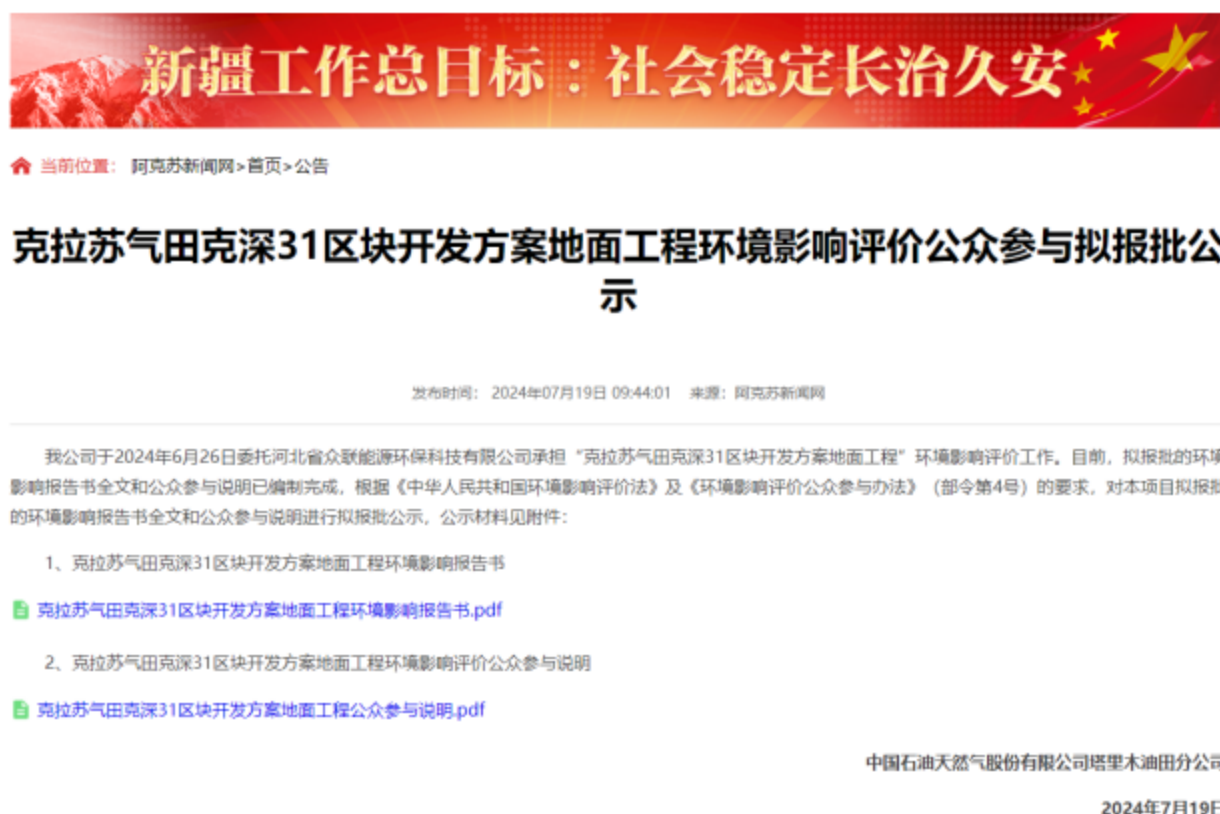 新疆工作总目标：社会稳定长治久安
当前位置： 阿克苏新闻网>首页>公告
克拉苏气田克深31区块开发方案地面工程环境影响评价公众参与拟报批公
示
发布时间： 2024年07月19日 09:44:01 来源：阿克苏新闻网
我公司于2024年6月26日委托河北省众联能源环保科技有限公司承担“克拉苏气田克深31区块开发方案地面工程”环境影响评价工作。目前，拟报批的环境
影响报告书全文和公众参与说明已编制完成，根据《中华人民共和国环境影响评价法》及《环境影响评价公众参与办法》（部令第4号）的要求，对本项目拟报批
的环境影响报告书全文和公众参与说明进行拟报批公示，公示材料见附件：
1、克拉苏气田克深31区块开发方案地面工程环境影响报告书
克拉苏气田克深31区块开发方案地面工程环境影响报告书.pdf
2、克拉苏气田克深31区块开发方案地面工程环境影响评价公众参与说明
克拉苏气田克深31区块开发方案地面工程公众参与说明.pdf
中国石油天然气股份有限公司塔里木油田分公司
2024年7月19日